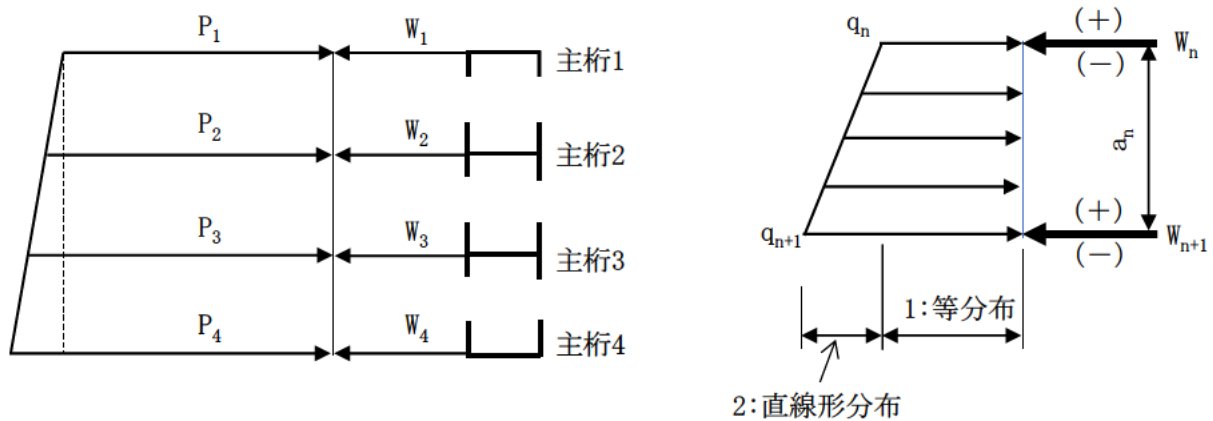 P₁
W₁
主桁1
P₂
W₂
主桁2
P₃
W₃
主桁3
P₄
W₄
主桁4
qₙ
(+)
Wₙ
(−)
aₙ
(+)
qₙ₊₁
Wₙ₊₁
(−)
1:等分布
2:直線形分布